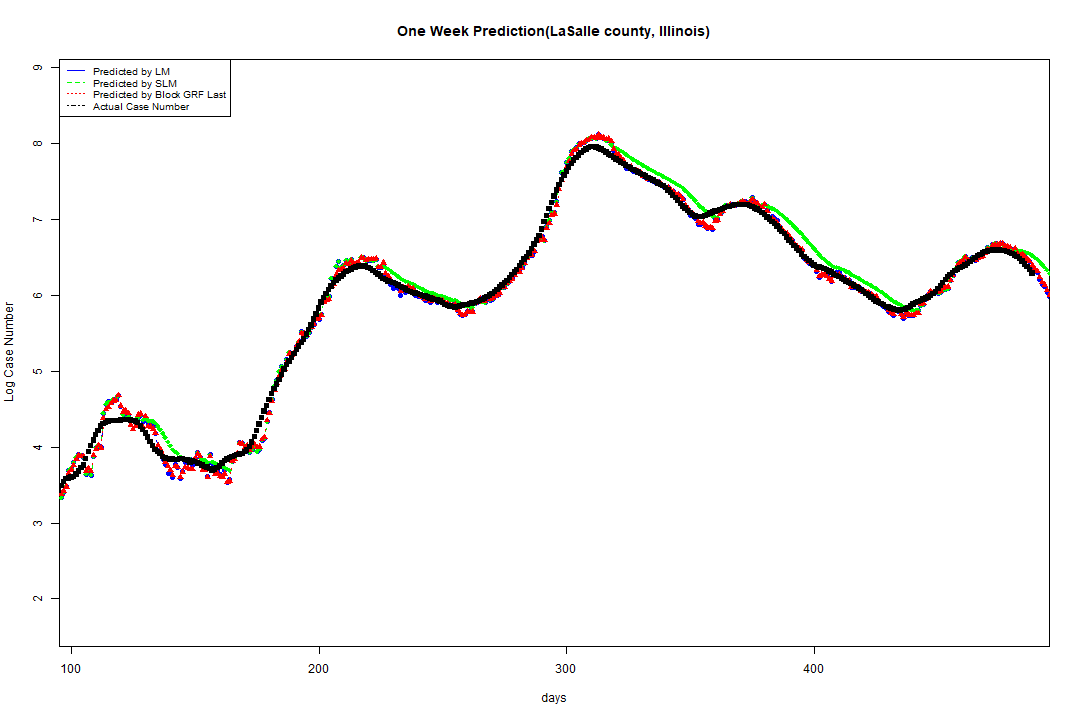 One Week Prediction(LaSalle county, Illinois)
Predicted by LM
Predicted by SLM
Predicted by Block GRF Last
Actual Case Number
9
8
7
6
5
4
3
2
Log Case Number
100 200 300 400
days